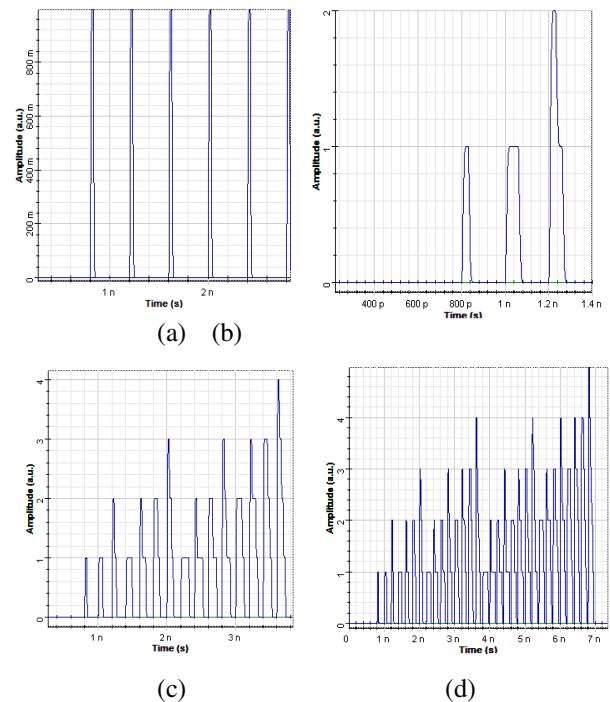 Amplitude (a.u.)
800 m
600 m
400 m
200 m
0
1 n 2 n
Time (s)
Amplitude (a.u.)
2
1
0
400 p 600 p 800 p 1 n 1.2 n 1.4 n
Time (s)
(a) (b)
Amplitude (a.u.)
4
3
2
1
0
1 n 2 n 3 n
Time (s)
Amplitude (a.u.)
5
4
3
2
1
0
0 1 n 2 n 3 n 4 n 5 n 6 n 7 n
Time (s)
(c) (d)